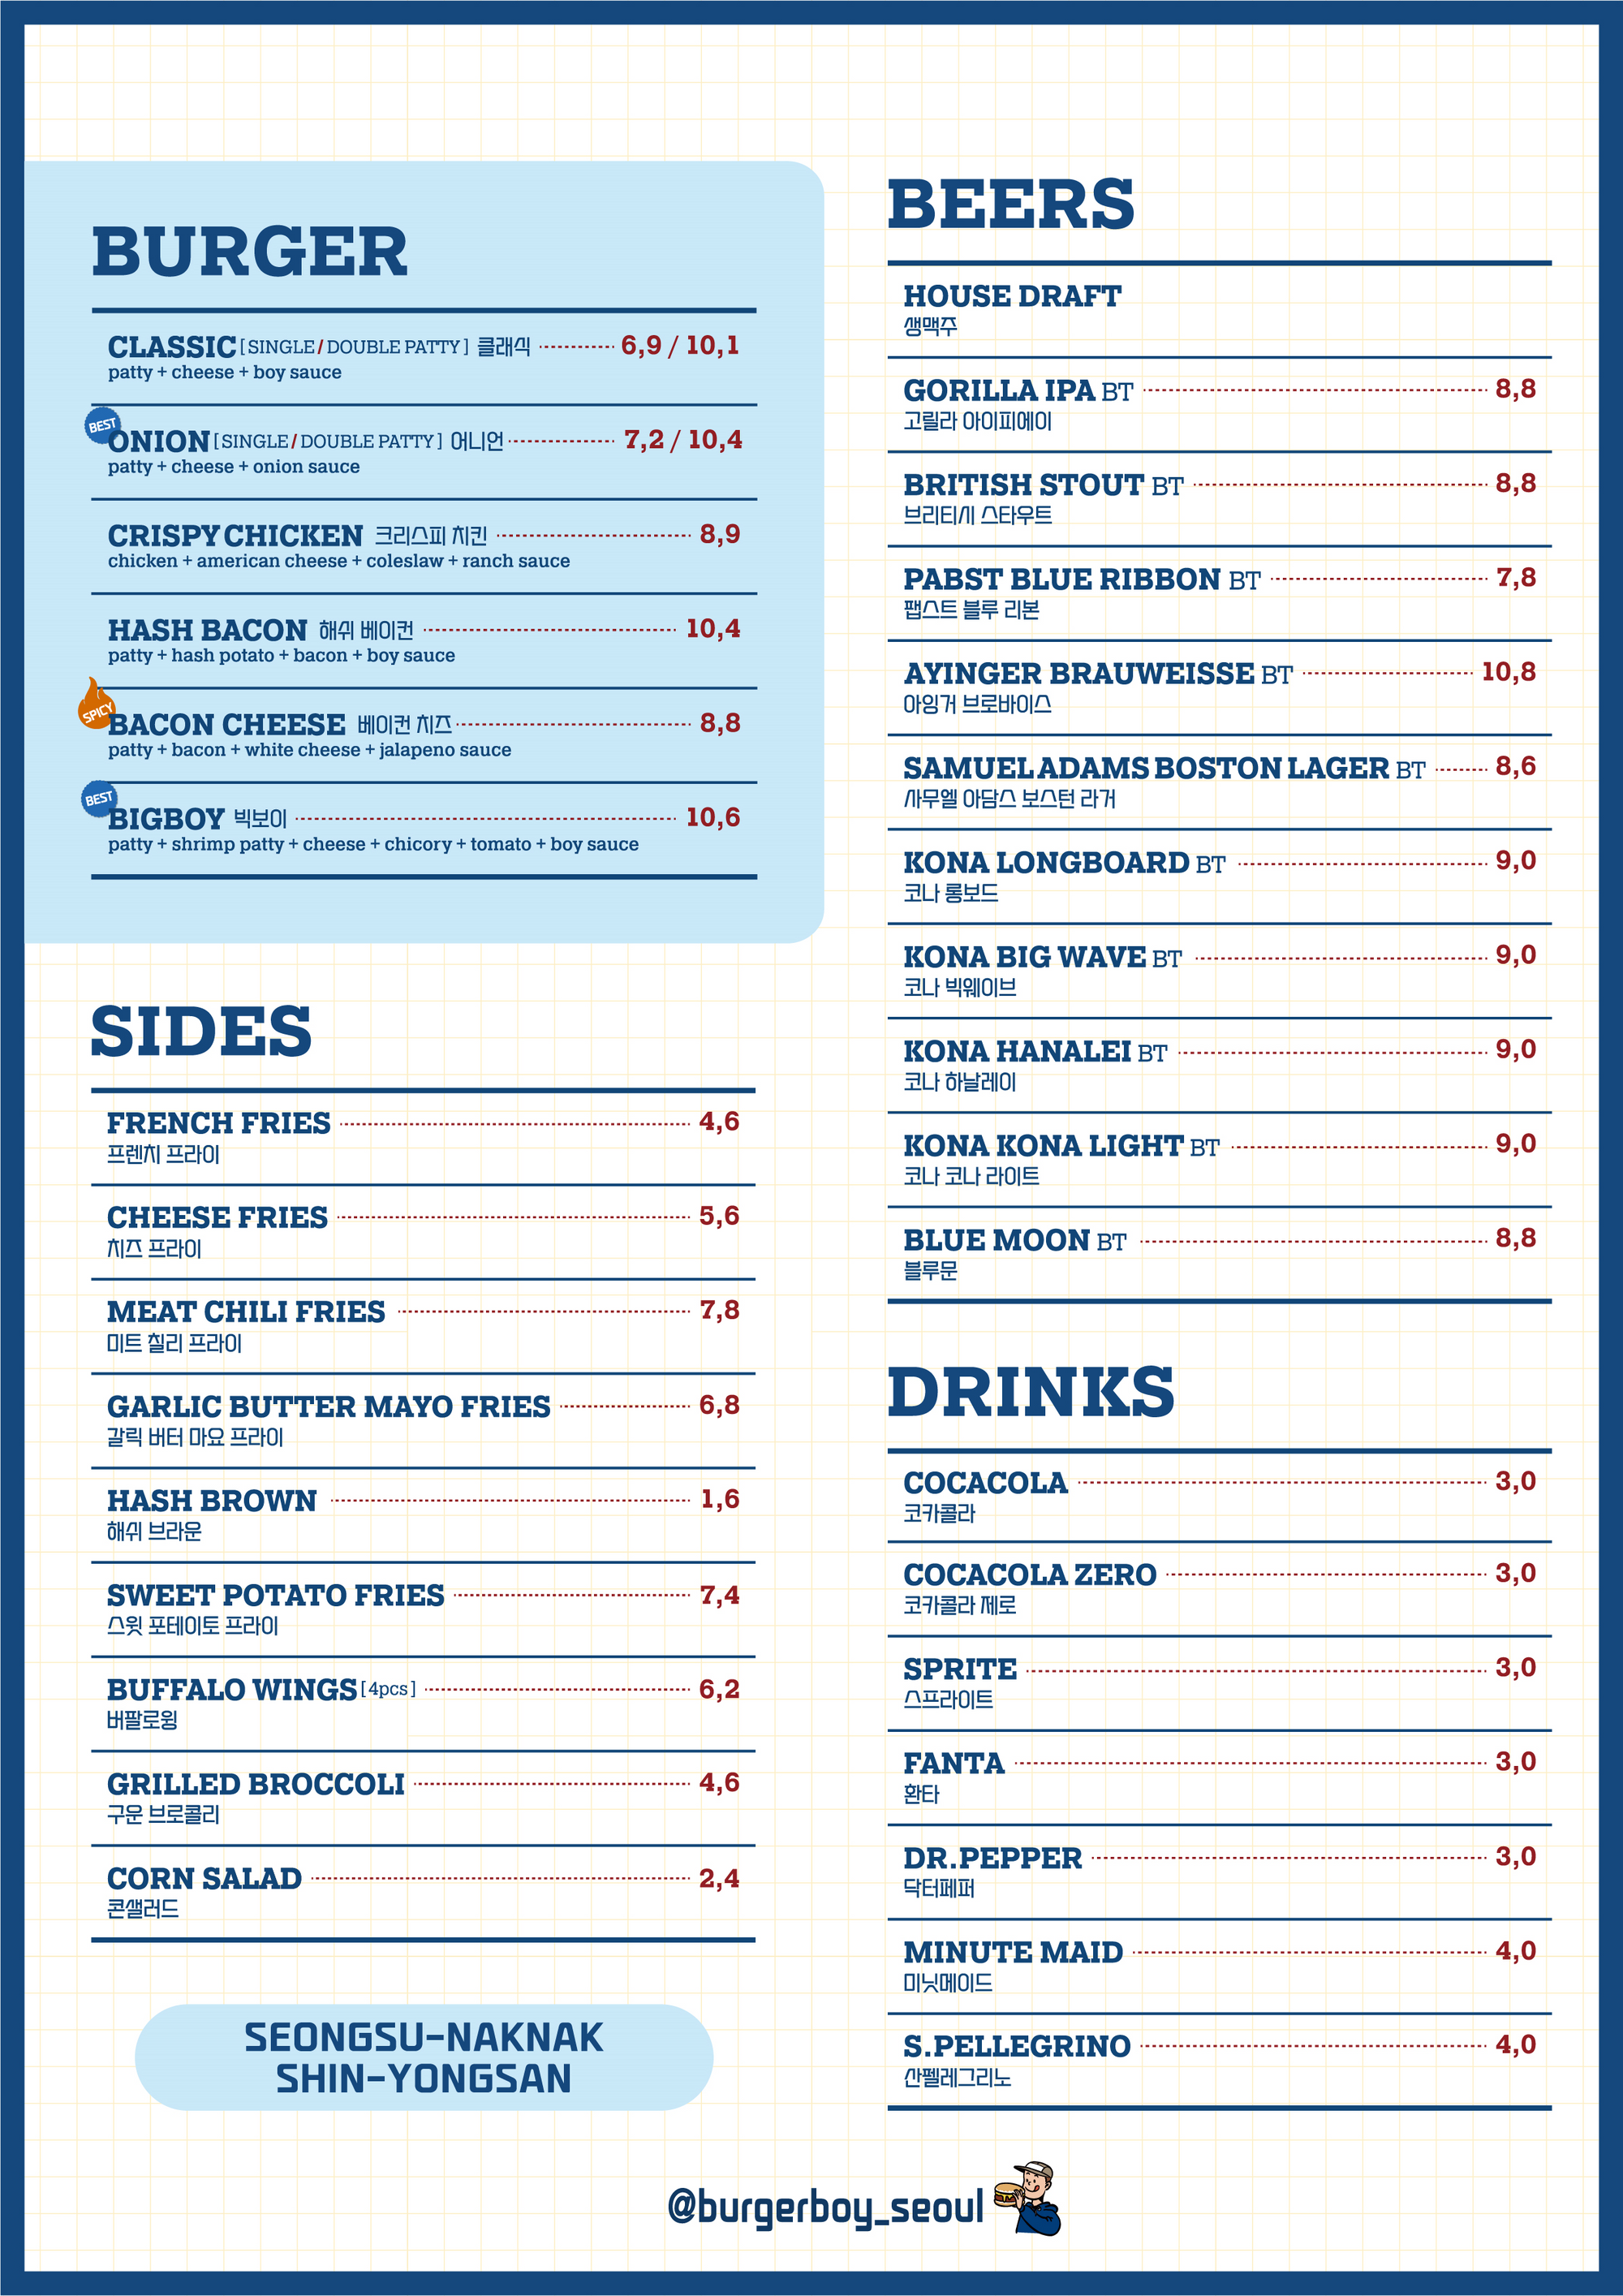 BURGER
CLASSIC [ SINGLE / DOUBLE PATTY ] 클래식 6,9 / 10,1
patty + cheese + boy sauce
BEST
ONION [ SINGLE / DOUBLE PATTY ] 어니언 7,2 / 10,4
patty + cheese + onion sauce
CRISPY CHICKEN 크리스피 치킨 8,9
chicken + american cheese + coleslaw + ranch sauce
HASH BACON 해쉬 베이컨 10,4
patty + hash potato + bacon + boy sauce
SPICY
BACON CHEESE 베이컨 치즈 8,8
patty + bacon + white cheese + jalapeno sauce
BEST
BIGBOY 빅보이 10,6
patty + shrimp patty + cheese + chicory + tomato + boy sauce
SIDES
FRENCH FRIES 4,6
프렌치 프라이
CHEESE FRIES 5,6
치즈 프라이
MEAT CHILI FRIES 7,8
미트 칠리 프라이
GARLIC BUTTER MAYO FRIES 6,8
갈릭 버터 마요 프라이
HASH BROWN 1,6
해쉬 브라운
SWEET POTATO FRIES 7,4
스윗 포테이토 프라이
BUFFALO WINGS [ 4pcs ] 6,2
버팔로윙
GRILLED BROCCOLI 4,6
구운 브로콜리
CORN SALAD 2,4
콘샐러드
SEONGSU-NAKNAK
SHIN-YONGSAN
BEERS
HOUSE DRAFT
생맥주
GORILLA IPA BT 8,8
고릴라 아이피에이
BRITISH STOUT BT 8,8
브리티시 스타우트
PABST BLUE RIBBON BT 7,8
팹스트 블루 리본
AYINGER BRAUWEISSE BT 10,8
아잉거 브로바이스
SAMUEL ADAMS BOSTON LAGER BT 8,6
사무엘 아담스 보스턴 라거
KONA LONGBOARD BT 9,0
코나 롱보드
KONA BIG WAVE BT 9,0
코나 빅웨이브
KONA HANALEI BT 9,0
코나 하날레이
KONA KONA LIGHT BT 9,0
코나 코나 라이트
BLUE MOON BT 8,8
블루문
DRINKS
COCACOLA 3,0
코카콜라
COCACOLA ZERO 3,0
코카콜라 제로
SPRITE 3,0
스프라이트
FANTA 3,0
환타
DR.PEPPER 3,0
닥터페퍼
MINUTE MAID 4,0
미닛메이드
S.PELLEGRINO 4,0
산펠레그리노
@burgerboy_seoul